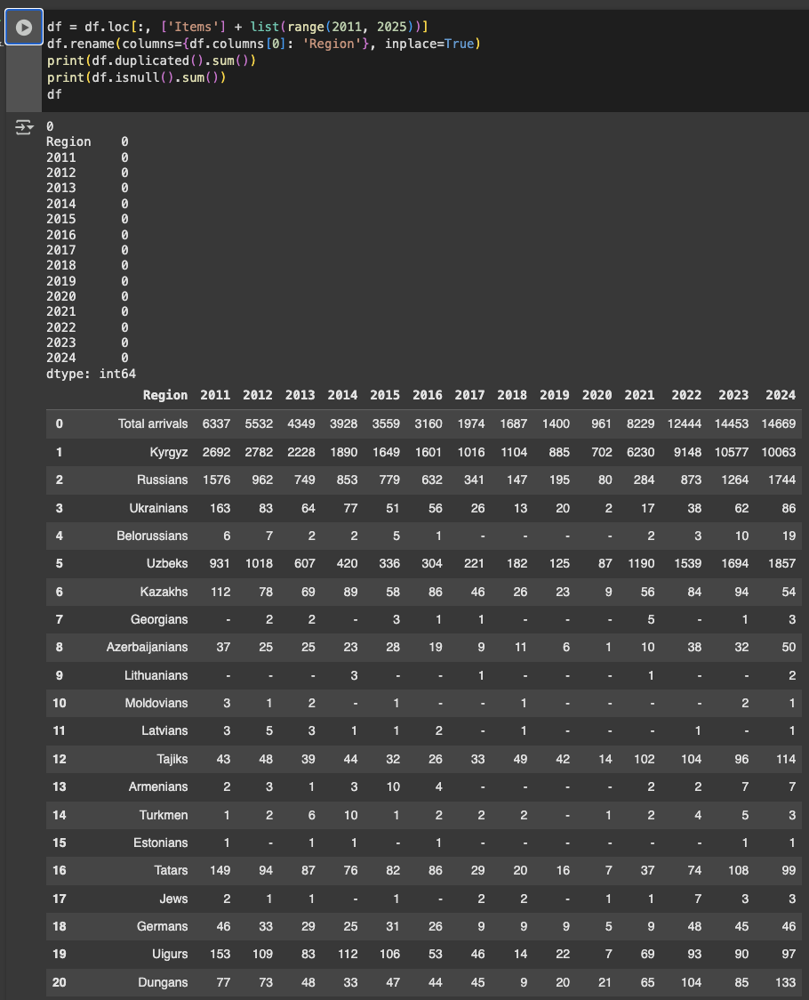 df = df.loc[:, ['Items'] + list(range(2011, 2025))]
df.rename(columns={df.columns[0]: 'Region'}, inplace=True)
print(df.duplicated().sum())
print(df.isnull().sum())
df
0
Region 0
2011 0
2012 0
2013 0
2014 0
2015 0
2016 0
2017 0
2018 0
2019 0
2020 0
2021 0
2022 0
2023 0
2024 0
dtype: int64
Region 2011 2012 2013 2014 2015 2016 2017 2018 2019 2020 2021 2022 2023 2024
0 Total arrivals 6337 5532 4349 3928 3559 3160 1974 1687 1400 961 8229 12444 14453 14669
1 Kyrgyz 2692 2782 2228 1890 1649 1601 1016 1104 885 702 6230 9148 10577 10063
2 Russians 1576 962 749 853 779 632 341 147 195 80 284 873 1264 1744
3 Ukrainians 163 83 64 77 51 56 26 13 20 2 17 38 62 86
4 Belorussians 6 7 2 2 5 1 - - - - 2 3 10 19
5 Uzbeks 931 1018 607 420 336 304 221 182 125 87 1190 1539 1694 1857
6 Kazakhs 112 78 69 89 58 86 46 26 23 9 56 84 94 54
7 Georgians - 2 2 - 3 1 1 - - - 5 - 1 3
8 Azerbaijanians 37 25 25 23 28 19 9 11 6 1 10 38 32 50
9 Lithuanians - - - 3 - - 1 - - - 1 - - 2
10 Moldovians 3 1 2 - 1 - - 1 - - - - 2 1
11 Latvians 3 5 3 1 1 2 - 1 - - - 1 - 1
12 Tajiks 43 48 39 44 32 26 33 49 42 14 102 104 96 114
13 Armenians 2 3 1 3 10 4 - - - - 2 2 7 7
14 Turkmen 1 2 6 10 1 2 2 2 - 1 2 4 5 3
15 Estonians 1 - 1 1 - 1 - - - - - - 1 1
16 Tatars 149 94 87 76 82 86 29 20 16 7 37 74 108 99
17 Jews 2 1 1 - 1 - 2 2 - 1 1 7 3 3
18 Germans 46 33 29 25 31 26 9 9 9 5 9 48 45 46
19 Uigurs 153 109 83 112 106 53 46 14 22 7 69 93 90 97
20 Dungans 77 73 48 33 47 44 45 9 20 21 65 104 85 133